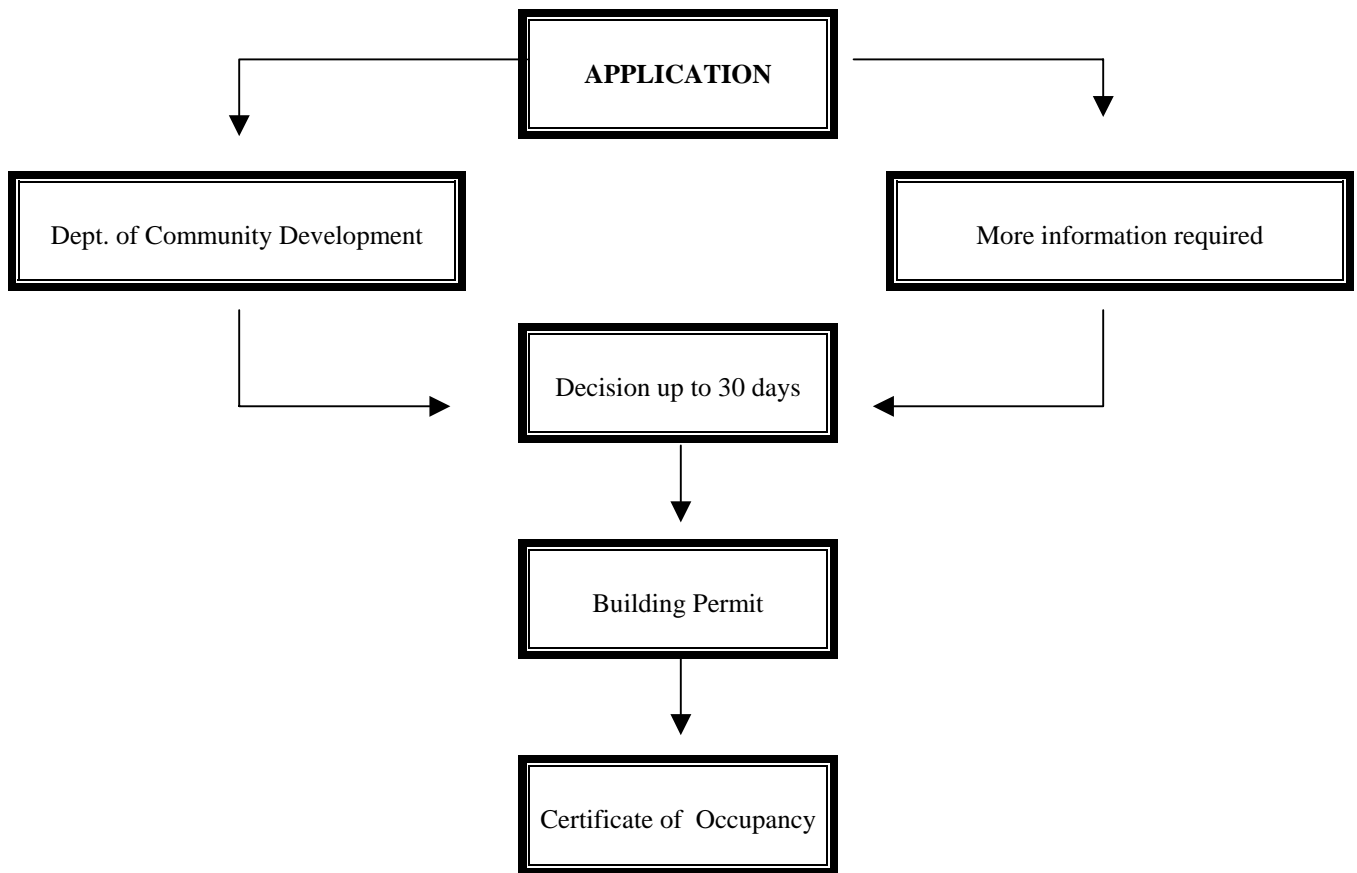 APPLICATION
Dept. of Community Development
More information required
Decision up to 30 days
Building Permit
Certificate of Occupancy